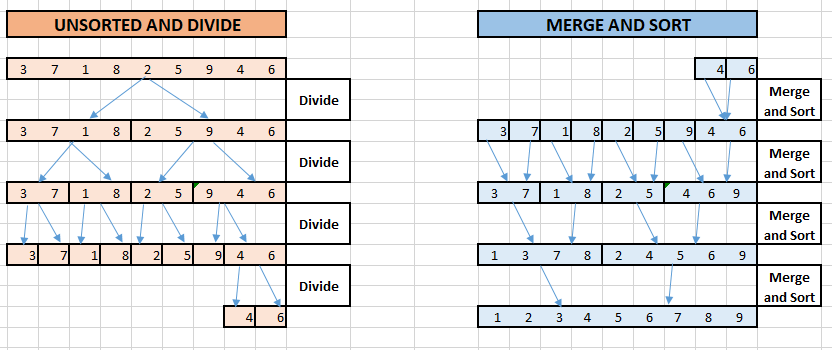 UNSORTED AND DIVIDE
3 7 1 8 2 5 9 4 6
Divide
3 7 1 8 2 5 9 4 6
Divide
3 7 1 8 2 5 9 4 6
Divide
3 7 1 8 2 5 9 4 6
Divide
4 6
MERGE AND SORT
4 6
Merge
and Sort
3 7 1 8 2 5 9 4 6
Merge
and Sort
3 7 1 8 2 5 4 6 9
Merge
and Sort
1 3 7 8 2 4 5 6 9
Merge
and Sort
1 2 3 4 5 6 7 8 9